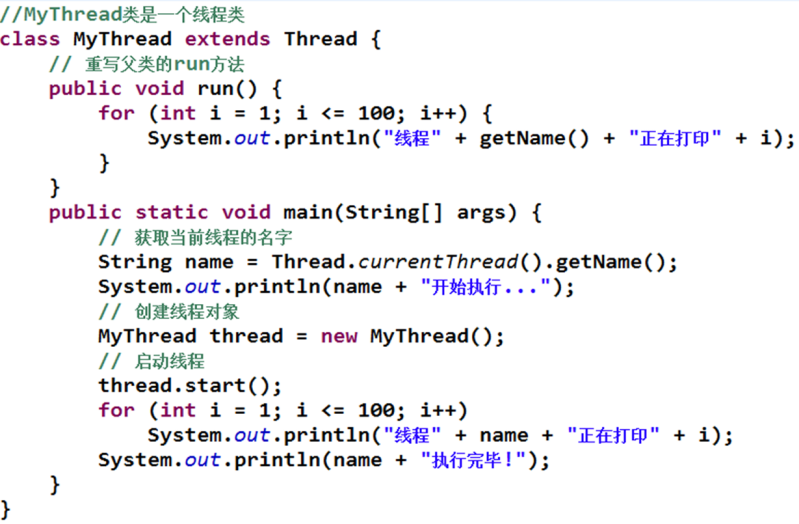 //MyThread类是一个线程类
class MyThread extends Thread {
    // 重写父类的run方法
    public void run() {
        for (int i = 1; i <= 100; i++) {
            System.out.println("线程" + getName() + "正在打印" + i);
        }
    }
    public static void main(String[] args) {
        // 获取当前线程的名字
        String name = Thread.currentThread().getName();
        System.out.println(name + "开始执行...");
        // 创建线程对象
        MyThread thread = new MyThread();
        // 启动线程
        thread.start();
        for (int i = 1; i <= 100; i++)
            System.out.println("线程" + name + "正在打印" + i);
        System.out.println(name + "执行完毕!");
    }
}